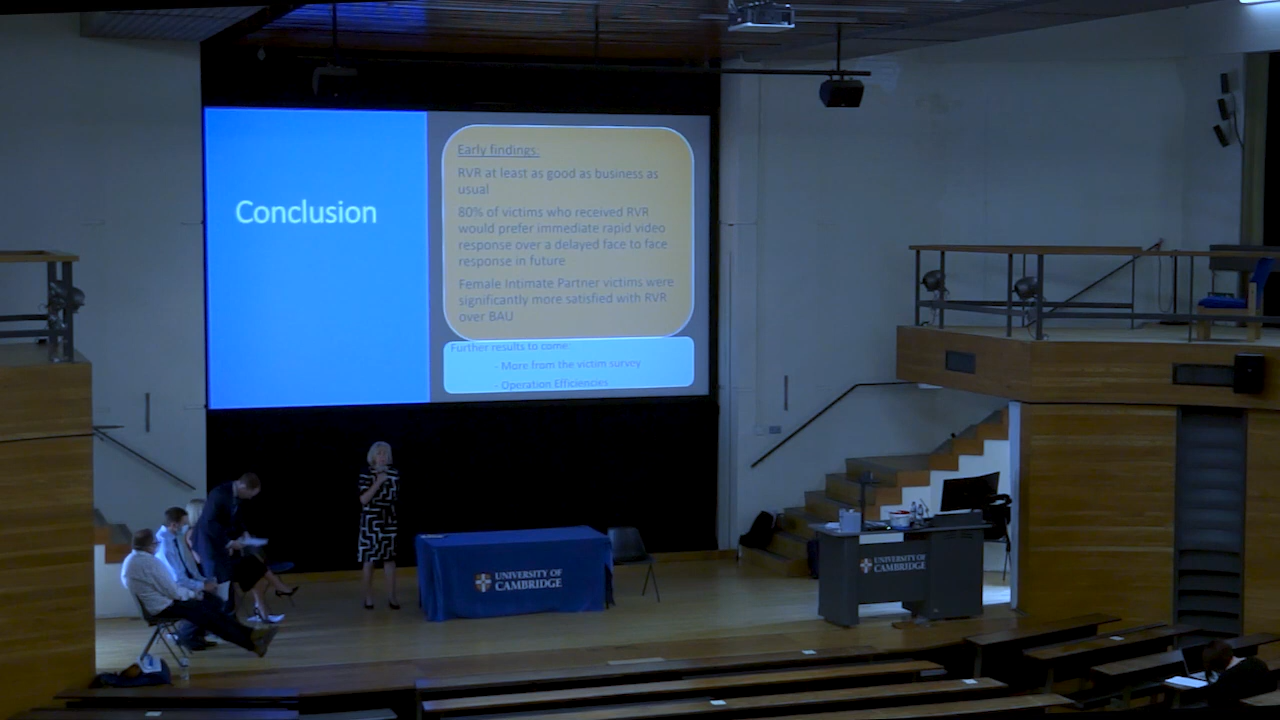 Conclusion
Early findings:
RVR at least as good as business as
usual
80% of victims who received RVR
would prefer immediate rapid video
response over a delayed face to face
response in future
Female Intimate Partner victims were
significantly more satisfied with RVR
over BAU
Further results to come:
- More from the victim survey
- Operation Efficiencies
UNIVERSITY OF
CAMBRIDGE
UNIVERSITY OF
CAMBRIDGE